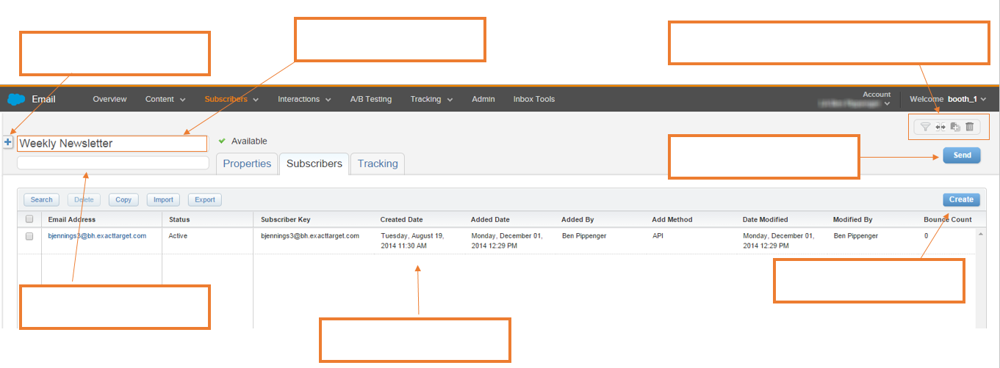 Email
Overview
Content
Subscribers
Interactions
A/B Testing
Tracking
Admin
Inbox Tools
Account
Welcome booth_1
Weekly Newsletter
Available
Properties
Subscribers
Tracking
Send
Search
Delete
Copy
Import
Export
Create
Email Address
Status
Subscriber Key
Created Date
Added Date
Added By
Add Method
Date Modified
Modified By
Bounce Count
bjennings3@bh.exacttarget.com
Active
bjennings3@bh.exacttarget.com
Tuesday, August 19,
2014 11:30 AM
Monday, December 01,
2014 12:29 PM
Ben Pippenger
API
Monday, December 01,
2014 12:29 PM
Ben Pippenger
0